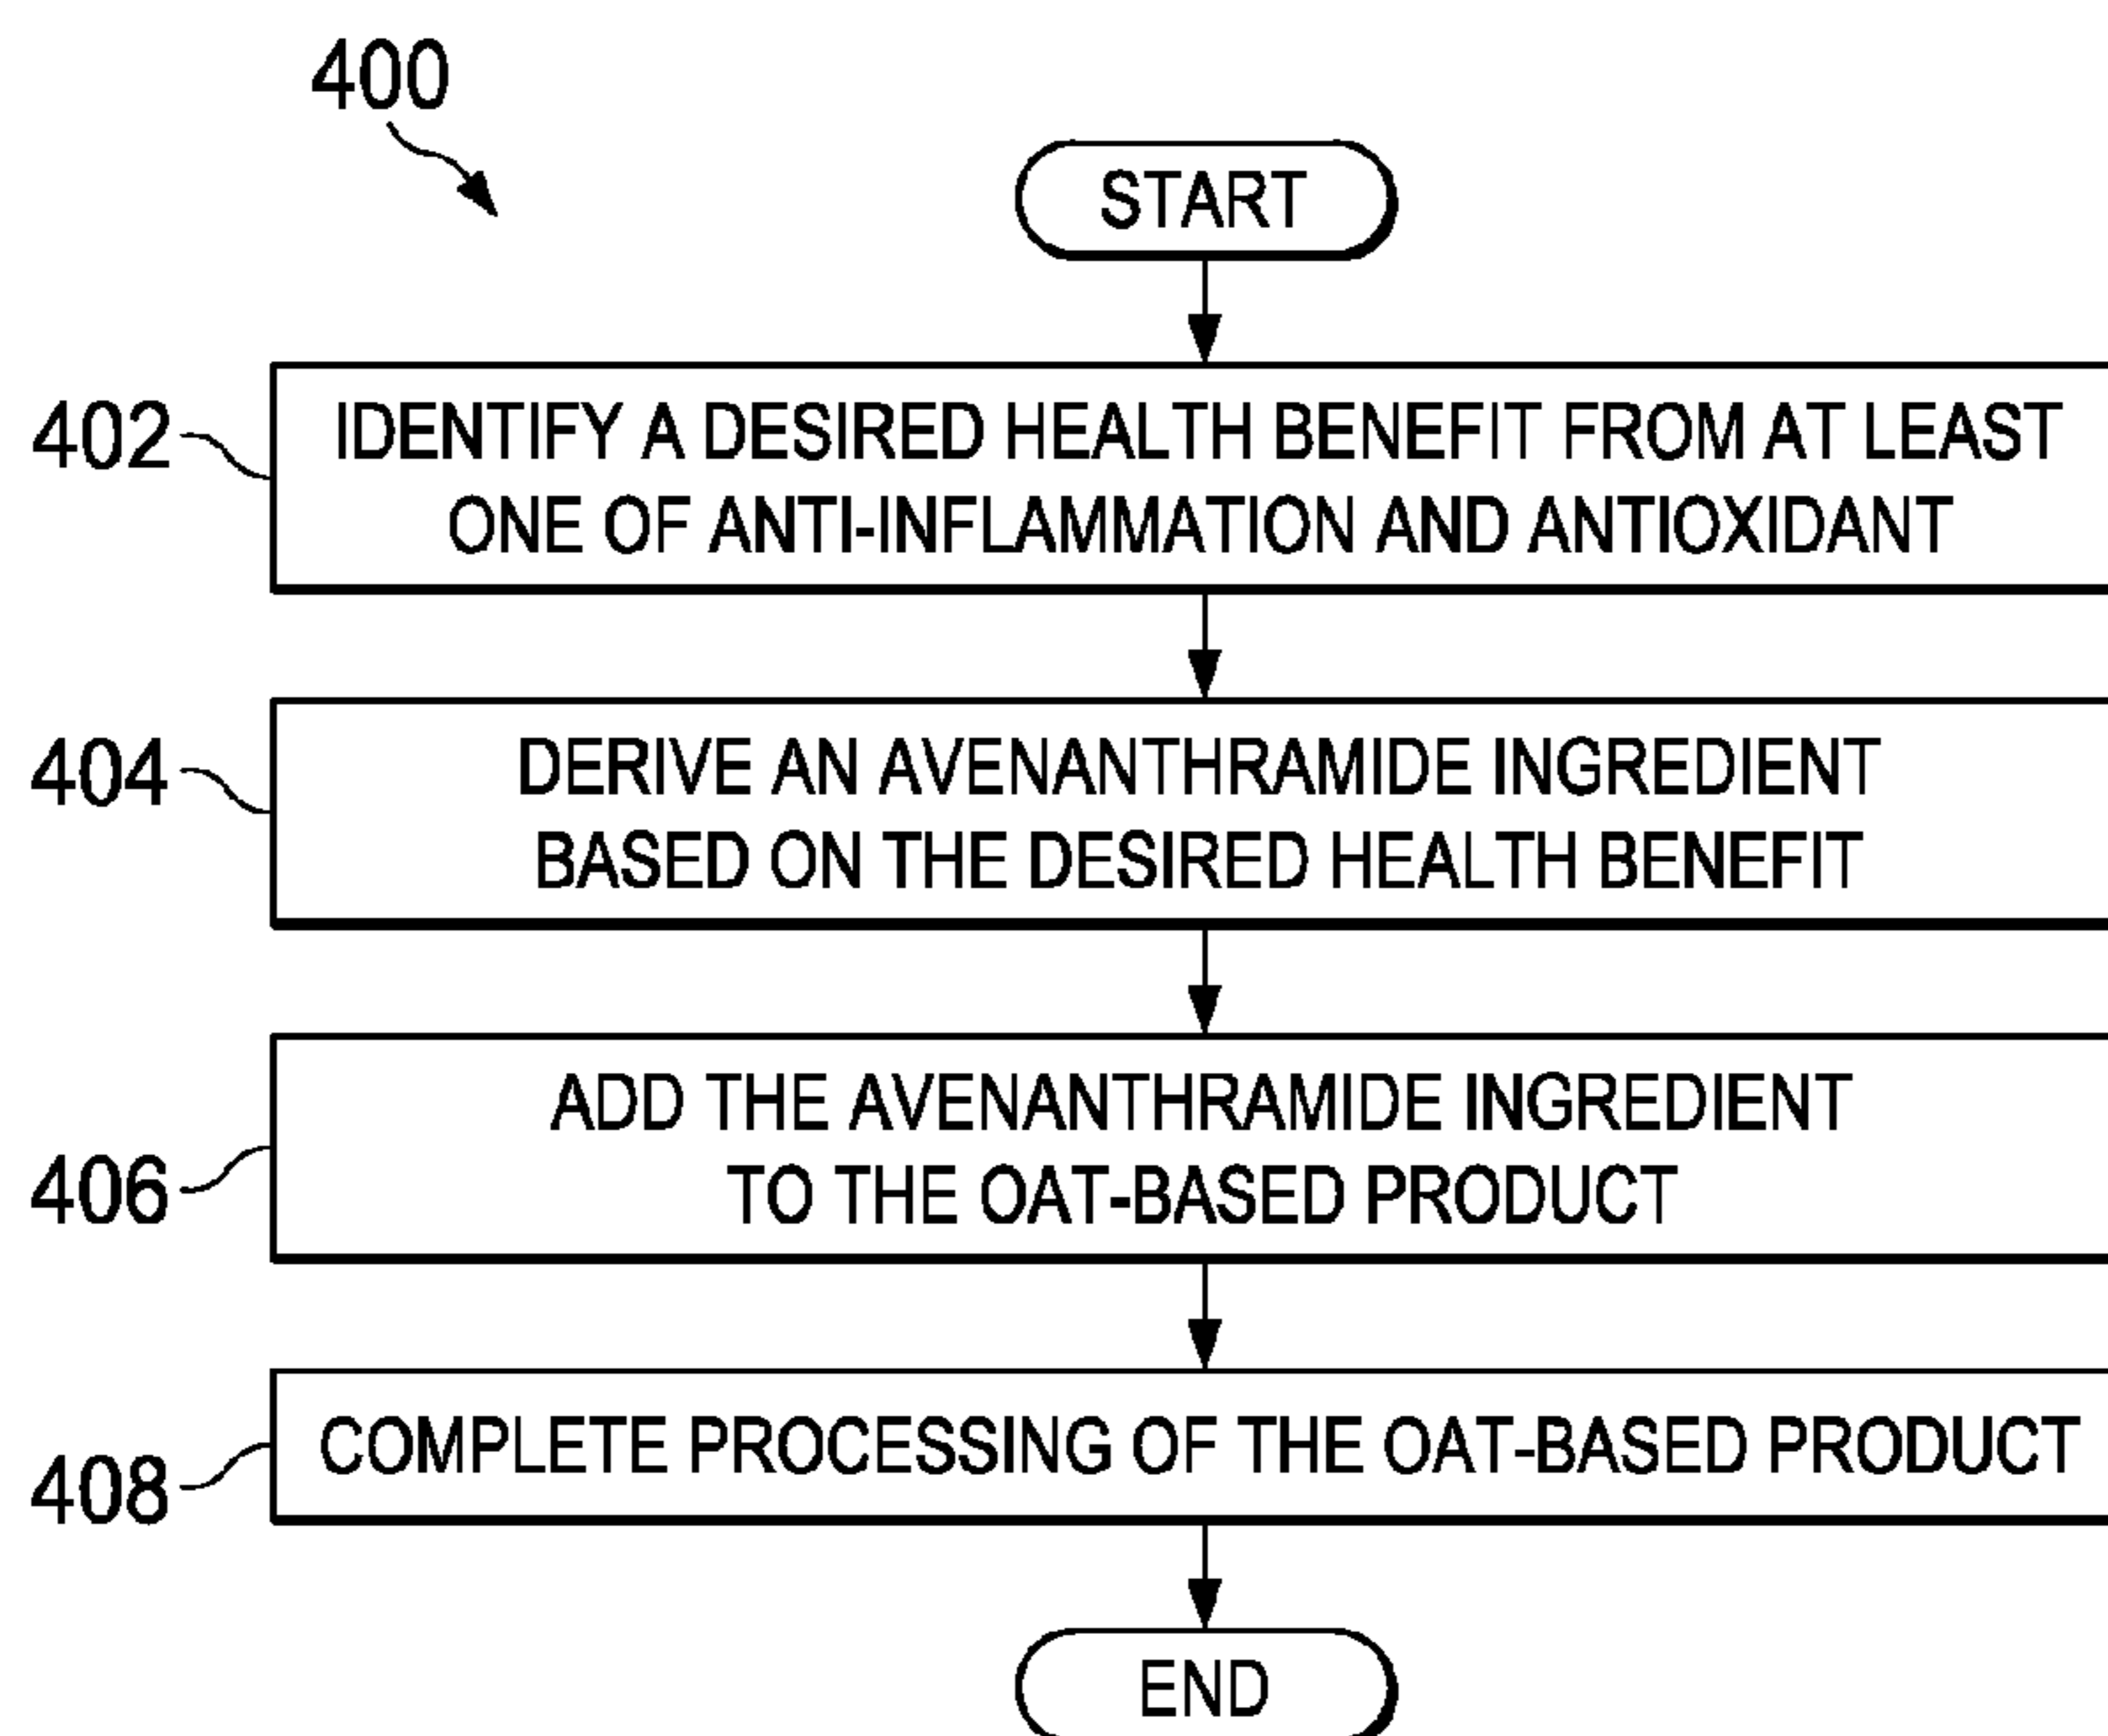 400
START
402
IDENTIFY A DESIRED HEALTH BENEFIT FROM AT LEAST
ONE OF ANTI-INFLAMMATION AND ANTIOXIDANT
404
DERIVE AN AVENANTHRAMIDE INGREDIENT
BASED ON THE DESIRED HEALTH BENEFIT
406
ADD THE AVENANTHRAMIDE INGREDIENT
TO THE OAT-BASED PRODUCT
408
COMPLETE PROCESSING OF THE OAT-BASED PRODUCT
END